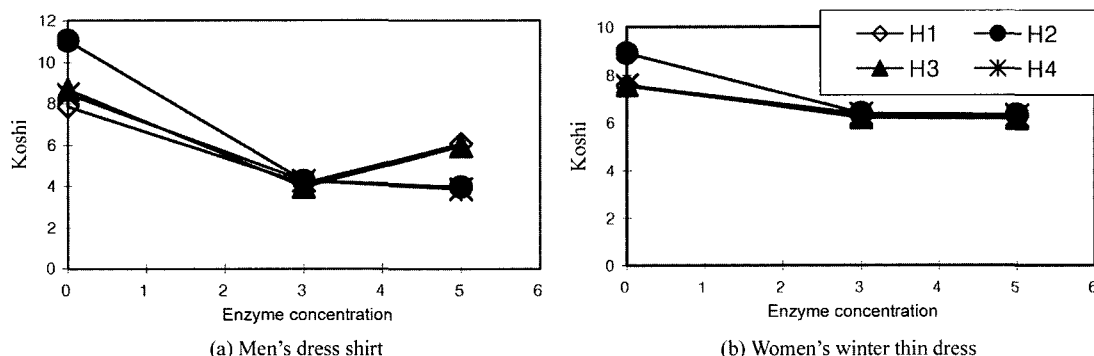 12
10
8
6
4
2
0
Koshi
0 1 2 3 4 5 6
Enzyme concentration
(a) Men's dress shirt
10
8
6
4
2
0
Koshi
H1 H2
H3 H4
0 1 2 3 4 5 6
Enzyme concentration
(b) Women's winter thin dress